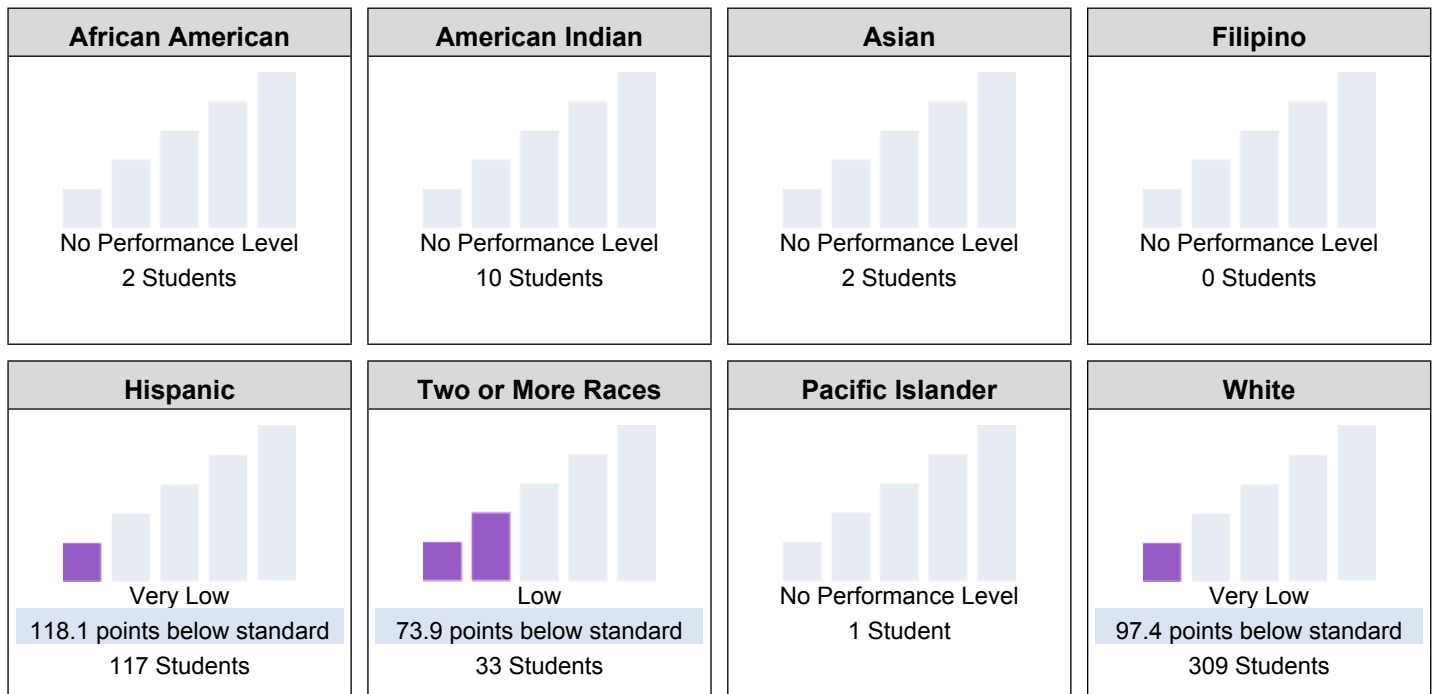 African American
No Performance Level
2 Students
American Indian
No Performance Level
10 Students
Asian
No Performance Level
2 Students
Filipino
No Performance Level
0 Students
Hispanic
Very Low
118.1 points below standard
117 Students
Two or More Races
Low
73.9 points below standard
33 Students
Pacific Islander
No Performance Level
1 Student
White
Very Low
97.4 points below standard
309 Students